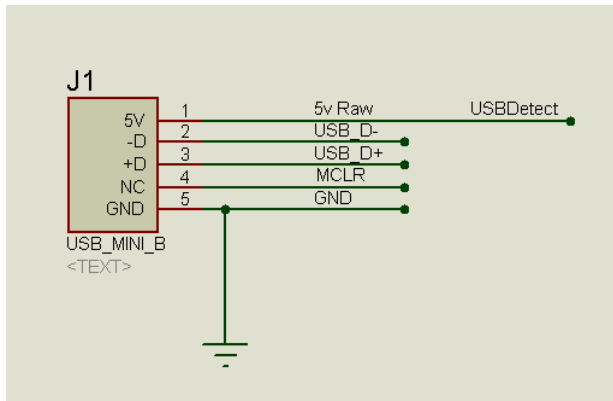 J1
5V 1 5v Raw USBDetect
-D 2 USB_D-
+D 3 USB_D+
NC 4 MCLR
GND 5 GND
USB_MINI_B
<TEXT>